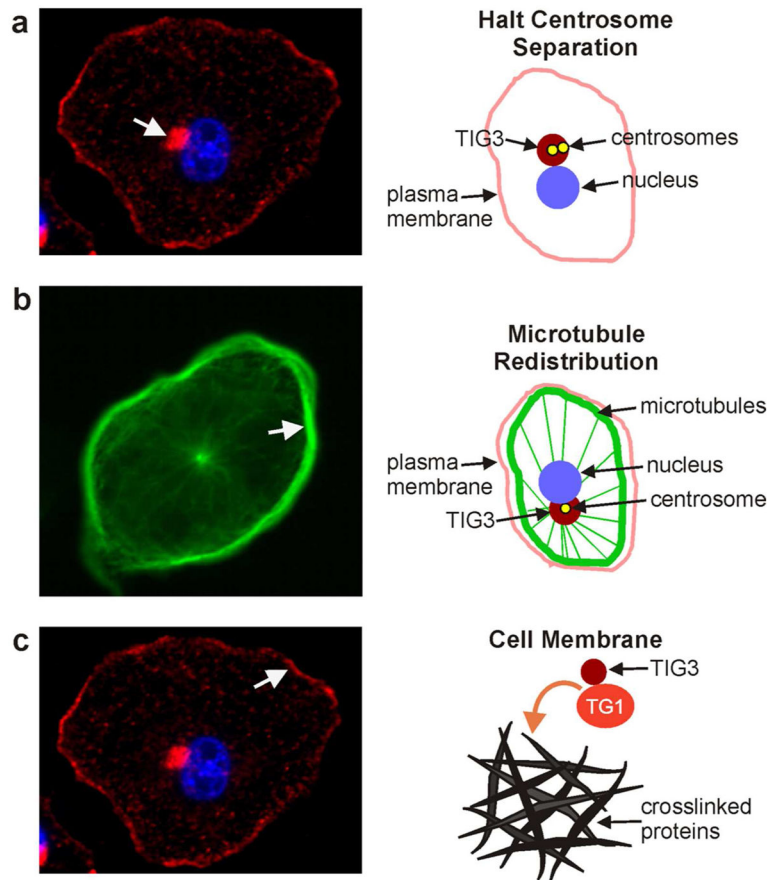 a
Halt Centrosome
Separation
TIG3
centrosomes
plasma
membrane
nucleus
b
Microtubule
Redistribution
microtubules
plasma
membrane
nucleus
centrosome
TIG3
c
Cell Membrane
TIG3
TG1
crosslinked
proteins